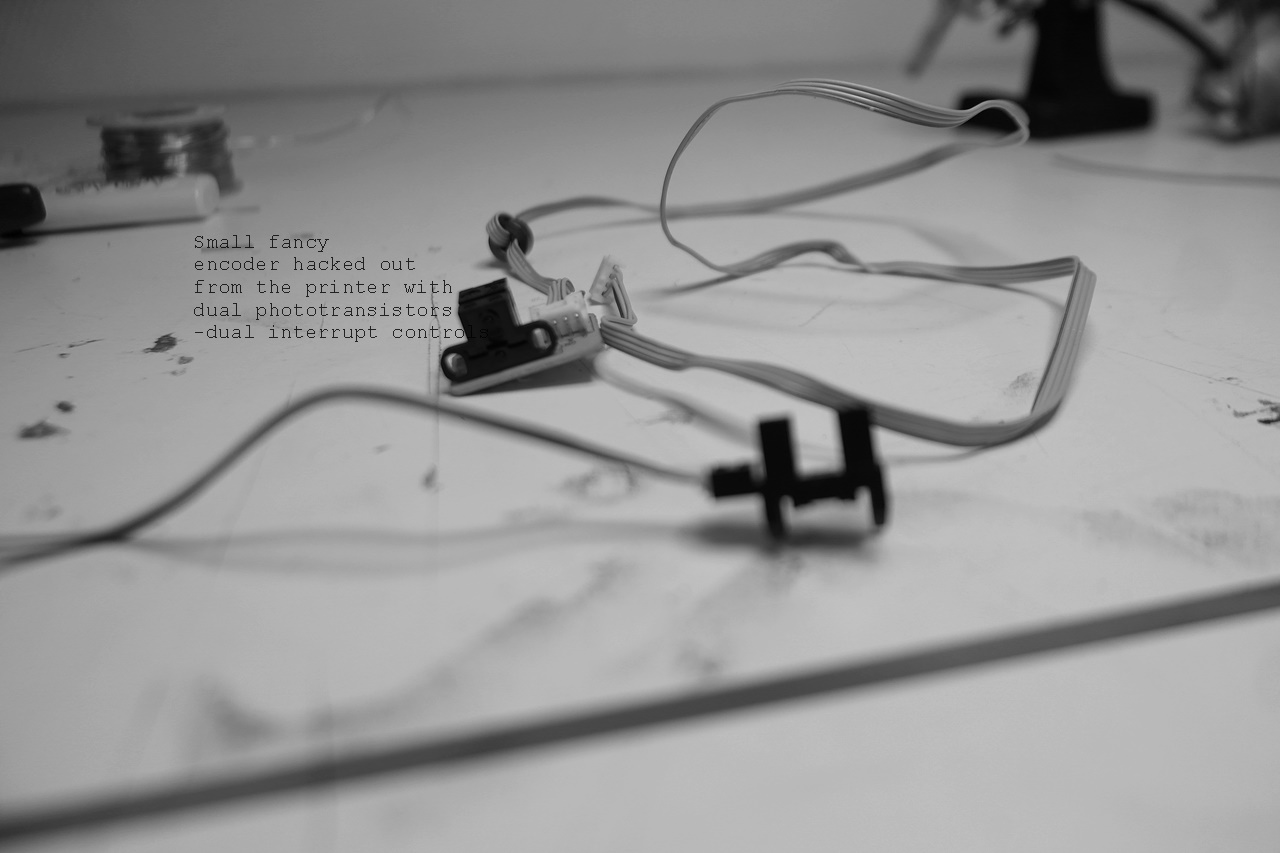 Small fancy
encoder hacked out
from the printer with
dual phototransistors
-dual interrupt controls